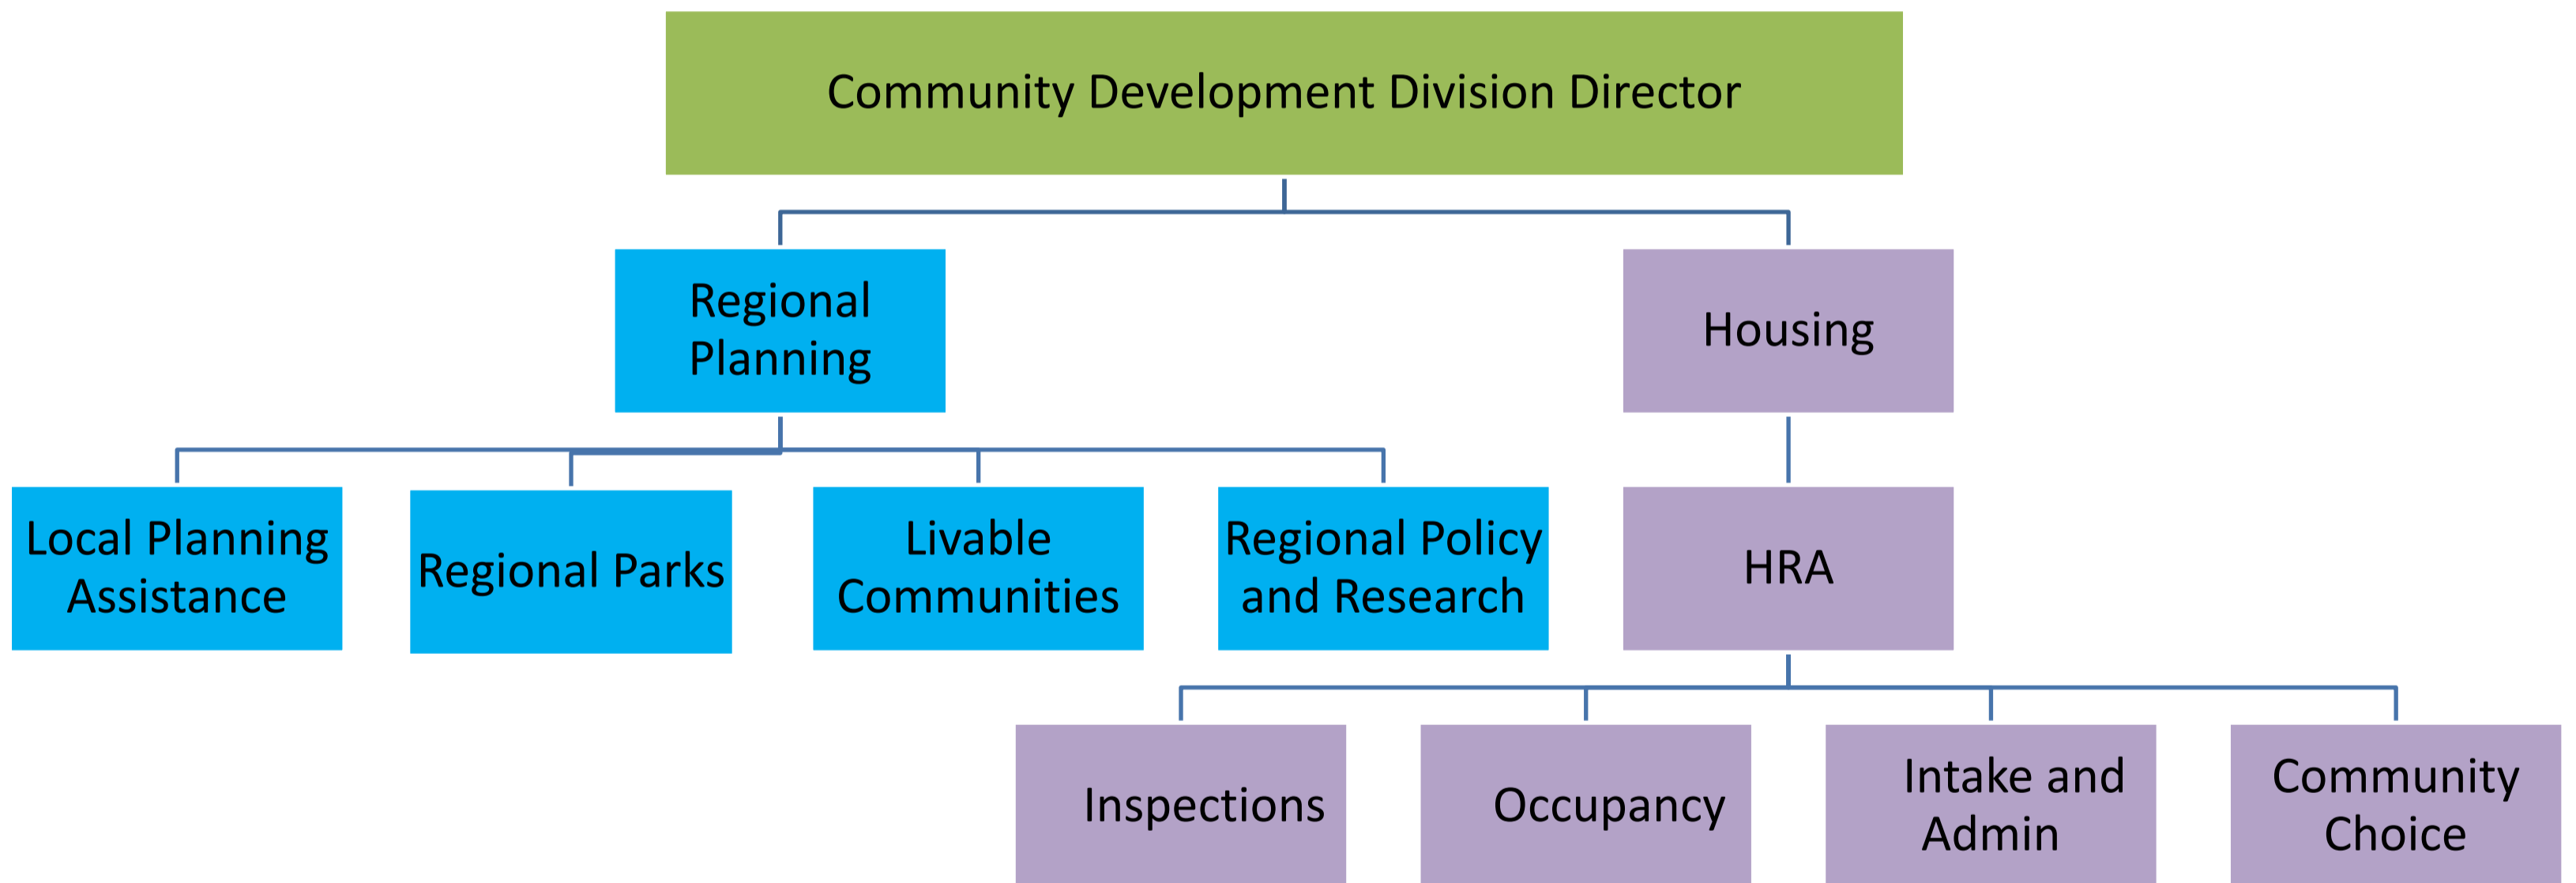 Community Development Division Director
Regional
Planning
Housing
Local Planning
Assistance
Regional Parks
Livable
Communities
Regional Policy
and Research
HRA
Inspections
Occupancy
Intake and
Admin
Community
Choice